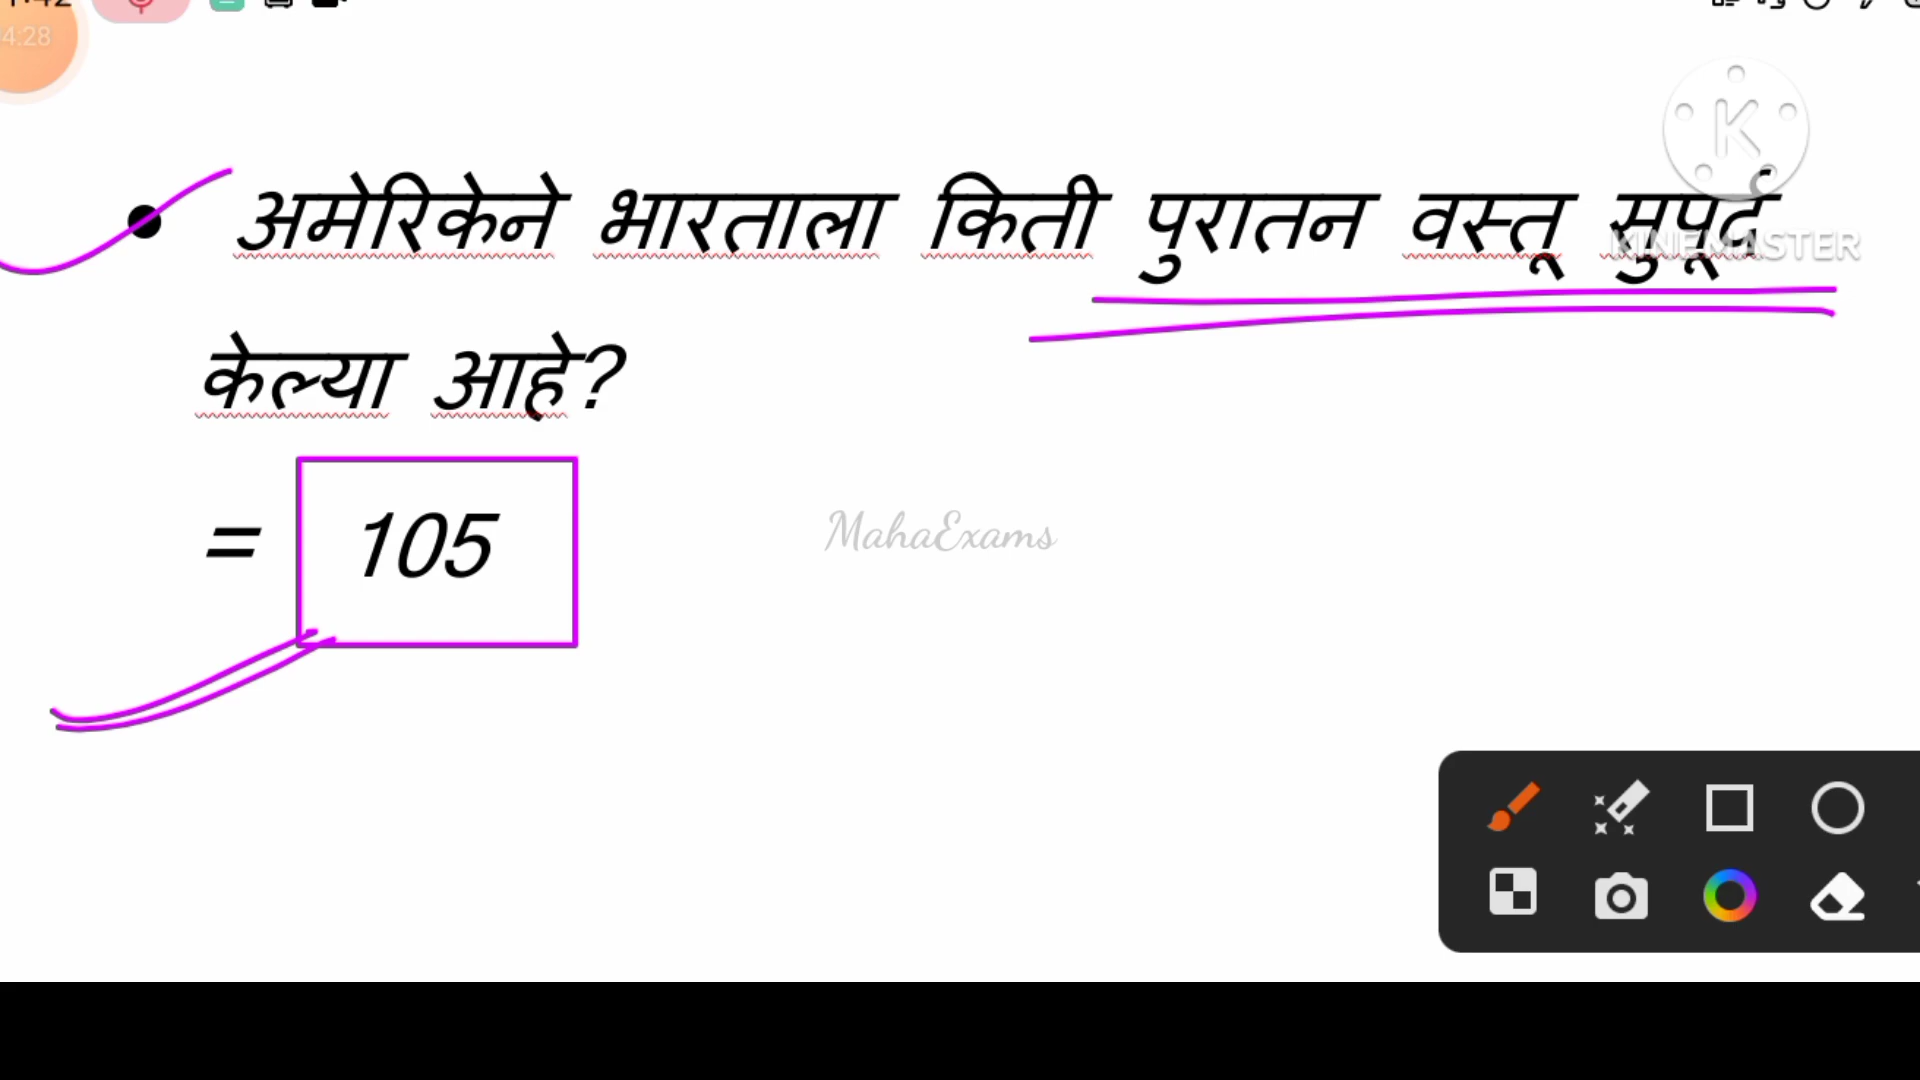 4:28
अमेरिकेने भारताला किती पुरातन वस्तू सुपूर्द
KINEMASTER
केल्या आहे?
= 105
MahaExams